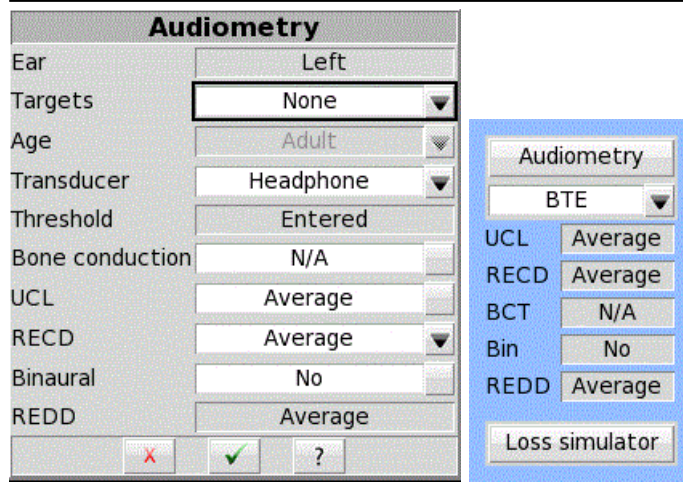 Audiometry
Ear Left
Targets None
Age Adult
Transducer Headphone
Threshold Entered
Bone conduction N/A
UCL Average
RECD Average
Binaural No
REDD Average
X ?
Audiometry
BTE
UCL Average
RECD Average
BCT N/A
Bin No
REDD Average
Loss simulator